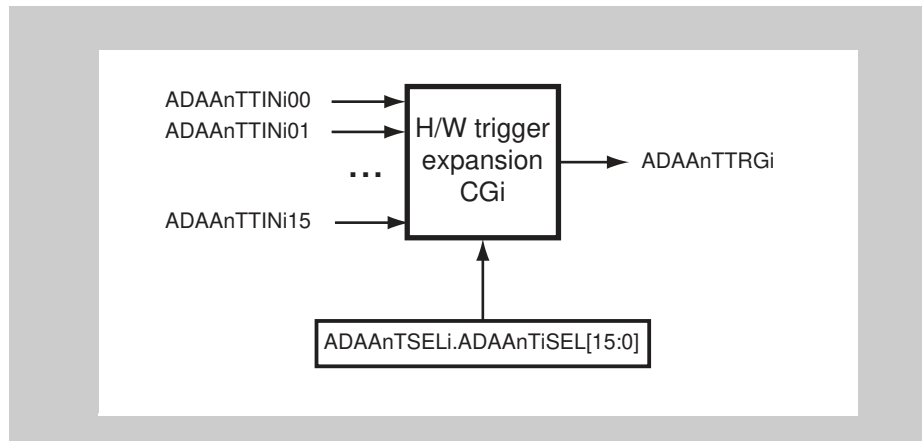 ADAAnTTINi00
ADAAnTTINi01
...
ADAAnTTINi15
H/W trigger
expansion
CGi
ADAAnTTRGi
ADAAnTSELi.ADAAnTiSEL[15:0]